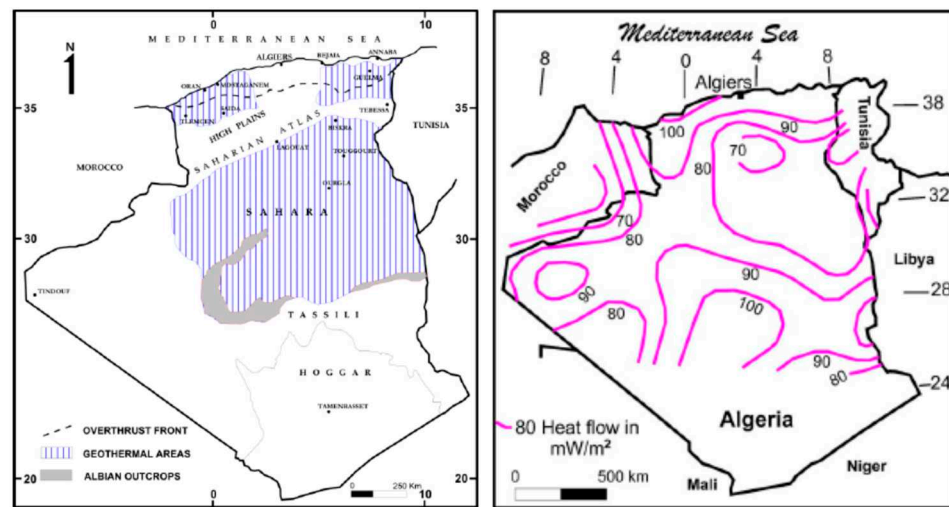 MEDITERRANEAN SEA
N
ALGIERS
BEJAIA
ANNABA
GUELMA
ORAN
MOSTAGANEM
35
SAIDA
TLEMCEN
TEBESSA
HIGH PLAINS
BISKRA
TUNISIA
SAHARIAN ATLAS
LAGOUAT
TOUGGOURT
MOROCCO
OURGLA
SAHARA
30
30
LIBYA
TINDOUF
TASSILI
HOGGAR
TAMENRASSET
OVERTHRUST FRONT
GEOTHERMAL AREAS
ALBIAN OUTCROPS
20
20
0
250 Km
0
10
Mediterranean Sea
8
4
0
4
8
Algiers
38
100
90
Tunisia
70
80
Morocco
32
70
80
Libya
90
28
90
100
80
90
80
24
Algeria
80 Heat flow in
mW/m²
0
500 km
Niger
Mali